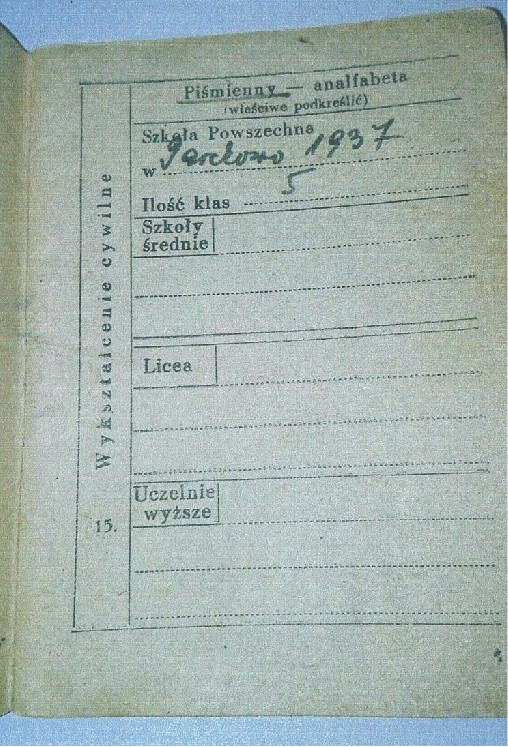 Piśmienny — analfabeta
(właściwe podkreślić)
Szkoła Powszechna
w 1937
Ilość klas 5
Szkoły
średnie
Licea
Uczelnie
wyższe
Wykształcenie cywilne
15.